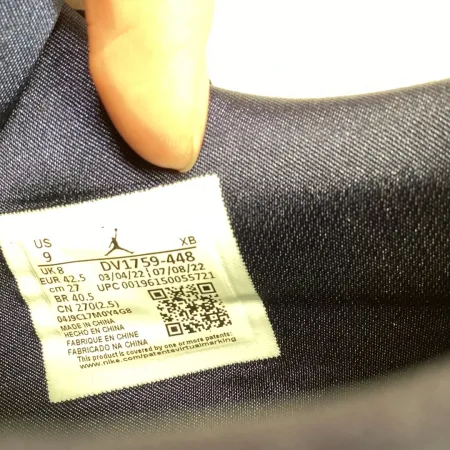 US XB
9 DV1759-448
UK 8 03/04/22 07/08/22
EUR 42.5 UPC 00196150055721
cm 27
BR 40.5
CN 270(2.5)
04J9CL7M0Y4G8
MADE IN CHINA
HECHO EN CHINA
FABRIQUE EN CHINE
FABRICADO NA CHINA
This product is covered by one or more patents:
www.nike.com/patentsvirtualmarking